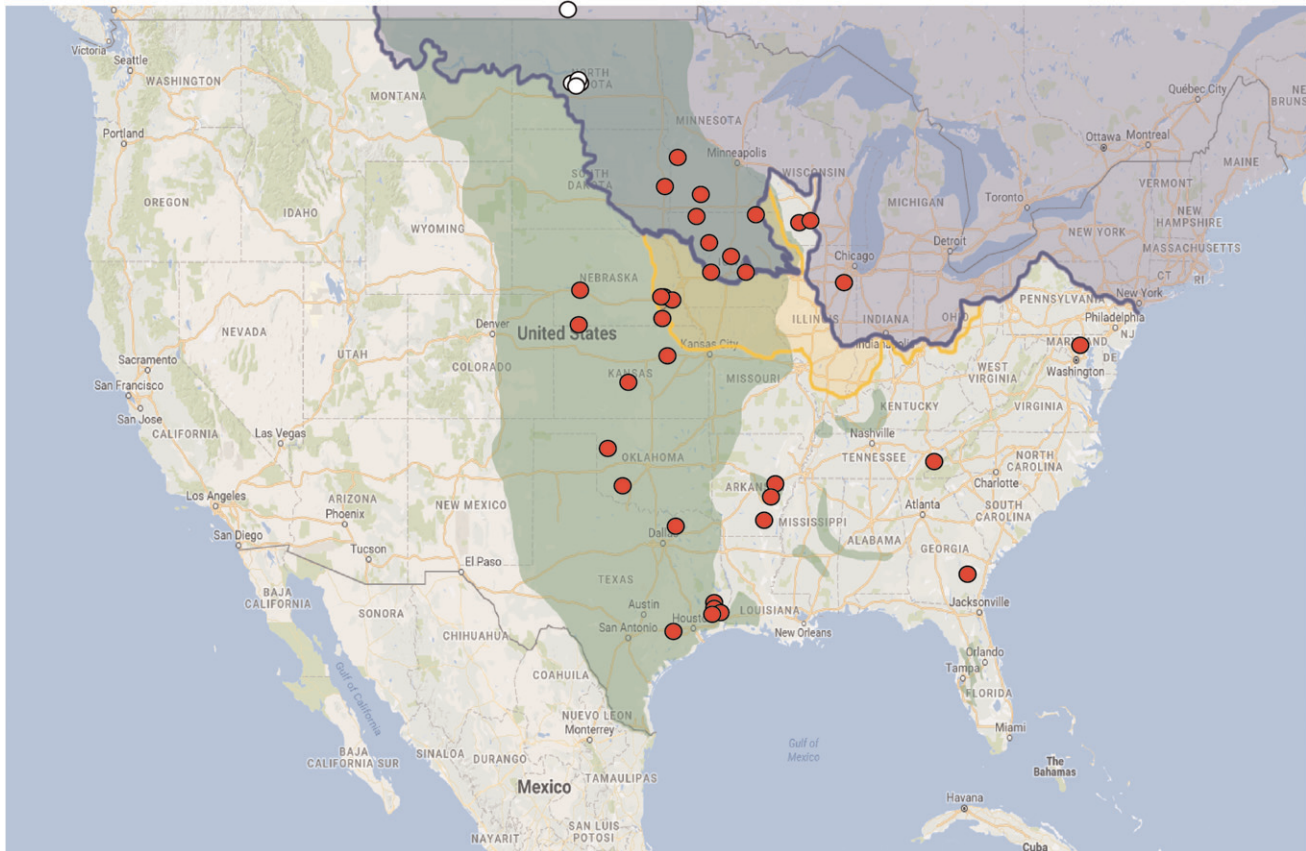 Victoria
Seattle
WASHINGTON
MONTANA
NORTH
DAKOTA
MINNESOTA
Québec City
NEW
BRUNS
Ottawa
Montreal
MAINE
Portland
Minneapolis
WISCONSIN
SOUTH
DAKOTA
Toronto
VERMONT
OREGON
IDAHO
WYOMING
MICHIGAN
NEW
HAMPSHIRE
NEW YORK
MASSACHUSETTS
Chicago
Detroit
CT
RI
NEBRASKA
PENNSYLVANIA
New York
NEVADA
United States
ILLINOIS
INDIANA
OHIO
Philadelphia
Denver
UTAH
Indianapolis
MARYLAND
NJ
Sacramento
COLORADO
Kansas City
DE
Washington
San Francisco
KANSAS
MISSOURI
WEST
VIRGINIA
San Jose
KENTUCKY
VIRGINIA
CALIFORNIA
Las Vegas
Nashville
TENNESSEE
OKLAHOMA
NORTH
CAROLINA
Charlotte
Los Angeles
ARIZONA
NEW MEXICO
ARKANS
Atlanta
SOUTH
CAROLINA
Phoenix
MISSISSIPPI
San Diego
Dallas
ALABAMA
GEORGIA
Tucson
El Paso
TEXAS
BAJA
CALIFORNIA
SONORA
Austin
LOUISIANA
Jacksonville
CHIHUAHUA
San Antonio
Houst
New Orleans
Orlando
Gulf of
California
COAHUILA
Tampa
FLORIDA
NUEVO LEON
Monterrey
Miami
BAJA
CALIFORNIA SUR
SINALOA
DURANGO
Gulf of
Mexico
The
Bahamas
Mexico
TAMAULIPAS
Havana
SAN LUIS
POTOSI
NAYARIT
Cuba